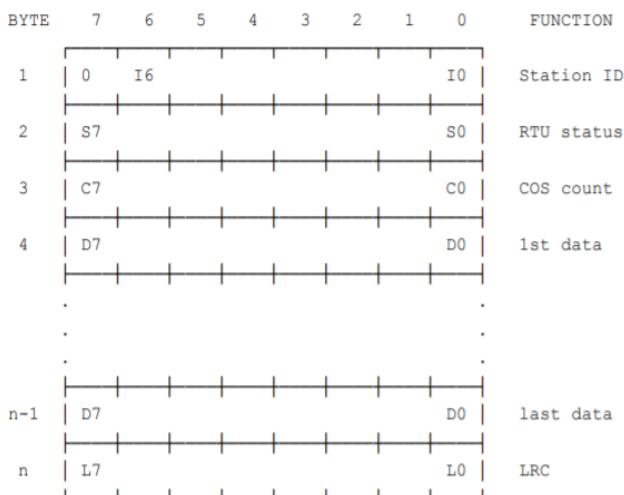 BYTE 7 6 5 4 3 2 1 0 FUNCTION
1 0 I6 I0 Station ID
2 S7 S0 RTU status
3 C7 C0 COS count
4 D7 D0 1st data
.
.
.
n-1 D7 D0 last data
n L7 L0 LRC